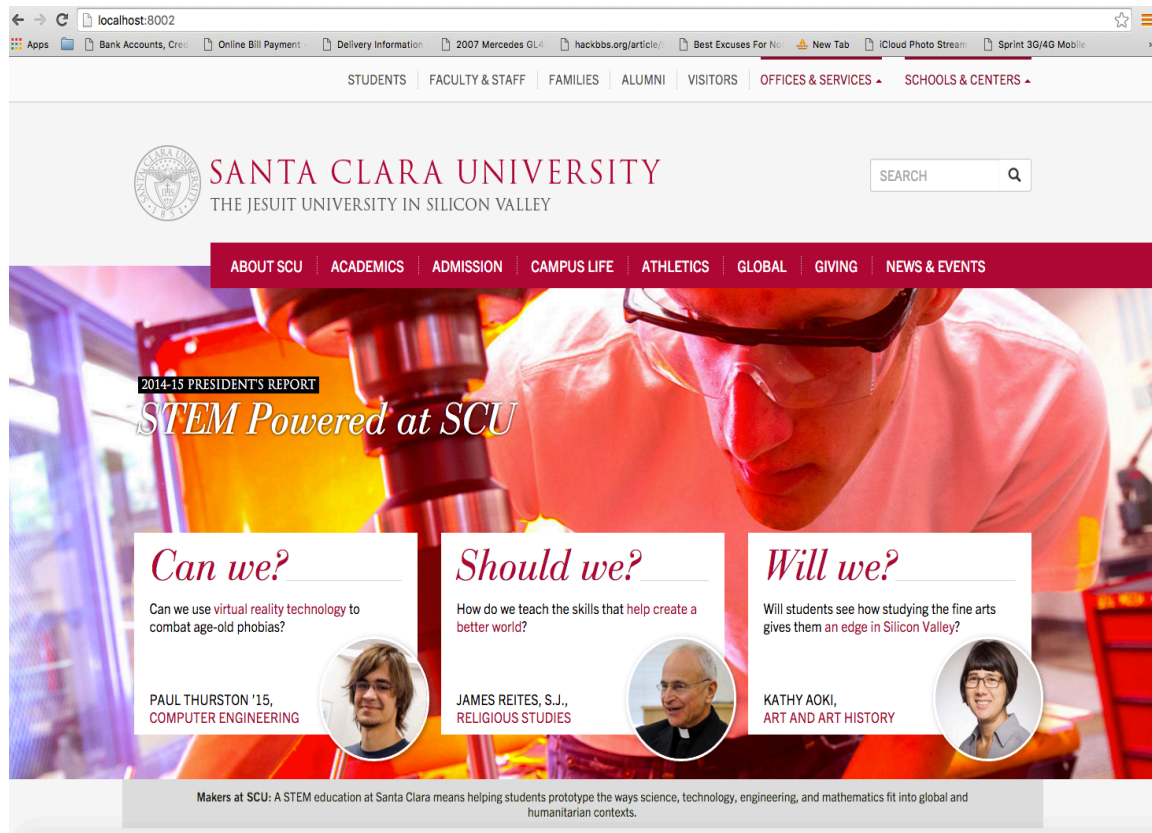 localhost:8002
Apps
Bank Accounts, Cred
Online Bill Payment -
Delivery Information
2007 Mercedes GL4
hackbbs.org/article/
Best Excuses For No
New Tab
iCloud Photo Stream
Sprint 3G/4G Mobile
STUDENTS FACULTY & STAFF FAMILIES ALUMNI VISITORS OFFICES & SERVICES SCHOOLS & CENTERS
SANTA CLARA UNIVERSITY
THE JESUIT UNIVERSITY IN SILICON VALLEY
SEARCH
ABOUT SCU ACADEMICS ADMISSION CAMPUS LIFE ATHLETICS GLOBAL GIVING NEWS & EVENTS
2014-15 PRESIDENT'S REPORT
STEM Powered at SCU
Can we?
Can we use virtual reality technology to
combat age-old phobias?
PAUL THURSTON '15,
COMPUTER ENGINEERING
Should we?
How do we teach the skills that help create a
better world?
JAMES REITES, S.J.,
RELIGIOUS STUDIES
Will we?
Will students see how studying the fine arts
gives them an edge in Silicon Valley?
KATHY AOKI,
ART AND ART HISTORY
Makers at SCU: A STEM education at Santa Clara means helping students prototype the ways science, technology, engineering, and mathematics fit into global and
humanitarian contexts.